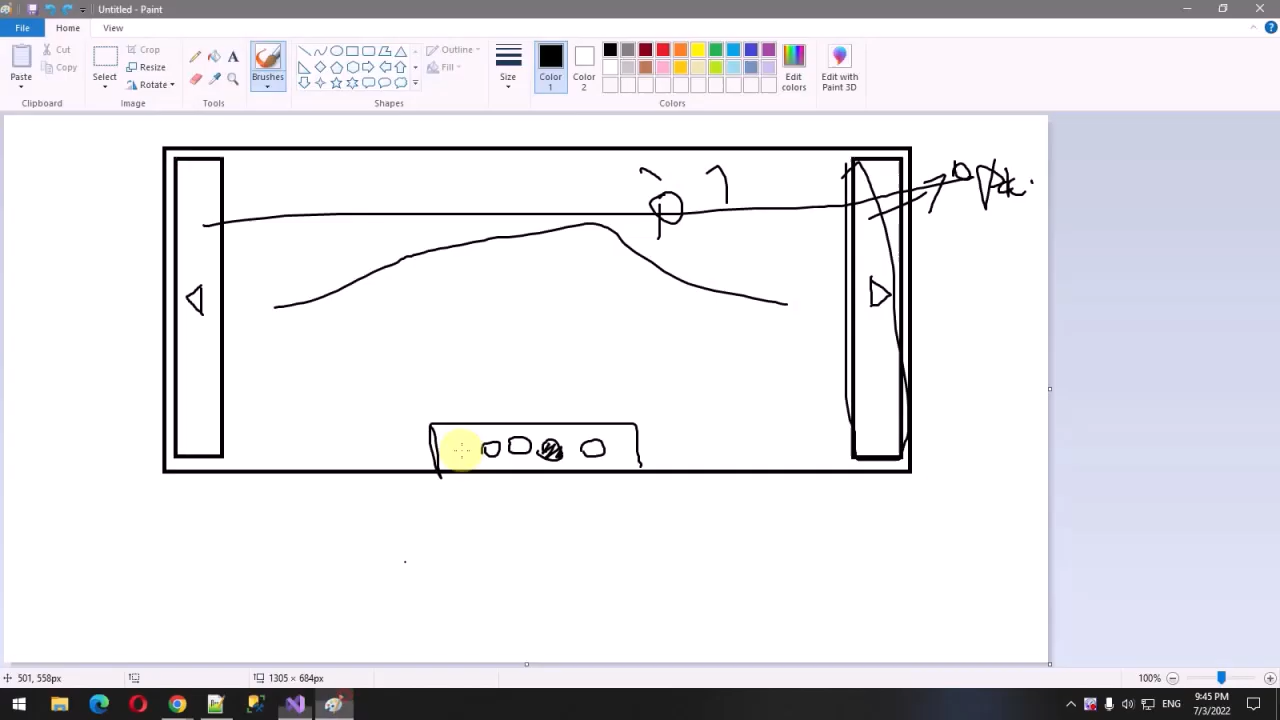 Untitled - Paint
File Home View
Paste Cut Copy Select Crop Resize Rotate A Brushes Outline Fill Size Color 1 Color 2 Edit colors Edit with Paint 3D
Clipboard Image Tools Shapes Colors
501, 558px 1305 × 684px 100%
ENG 9:45 PM
7/3/2022